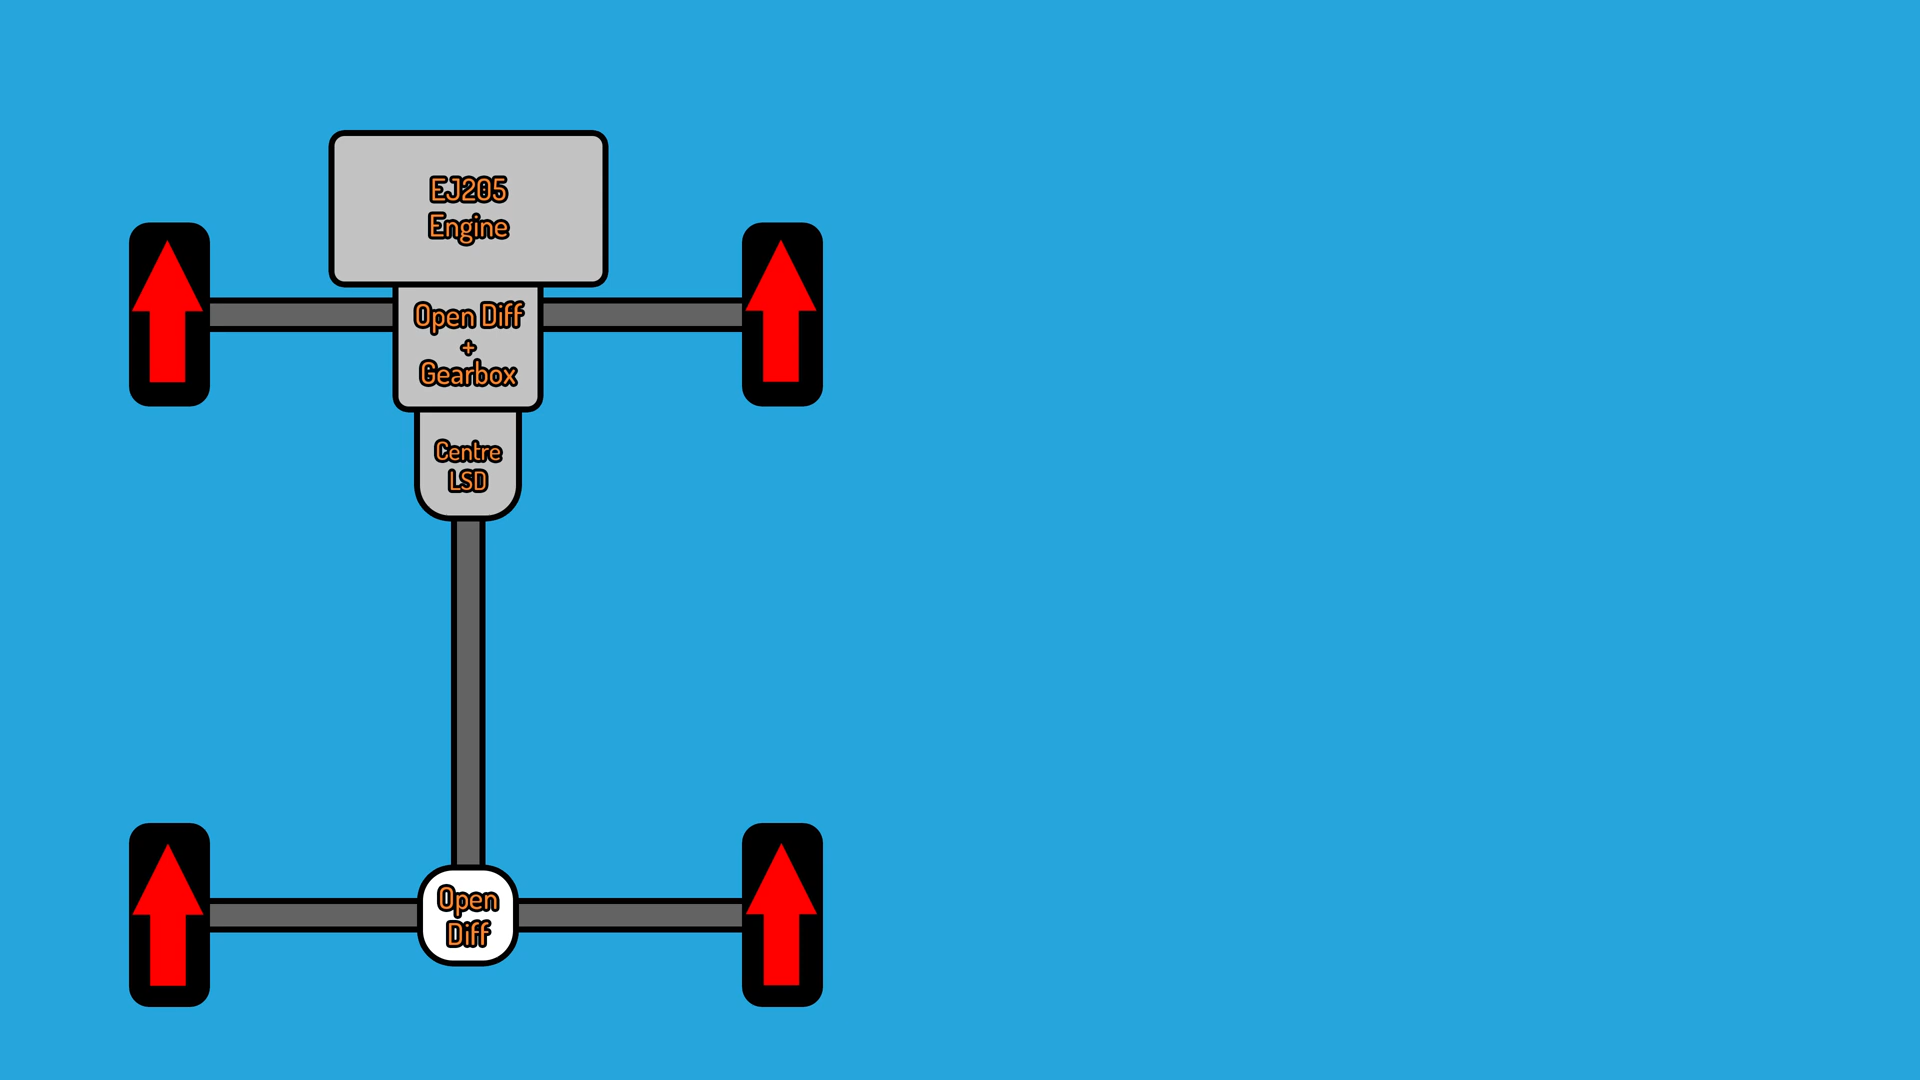 EJ205
Engine
Open Diff
+
Gearbox
Centre
LSD
Open
Diff